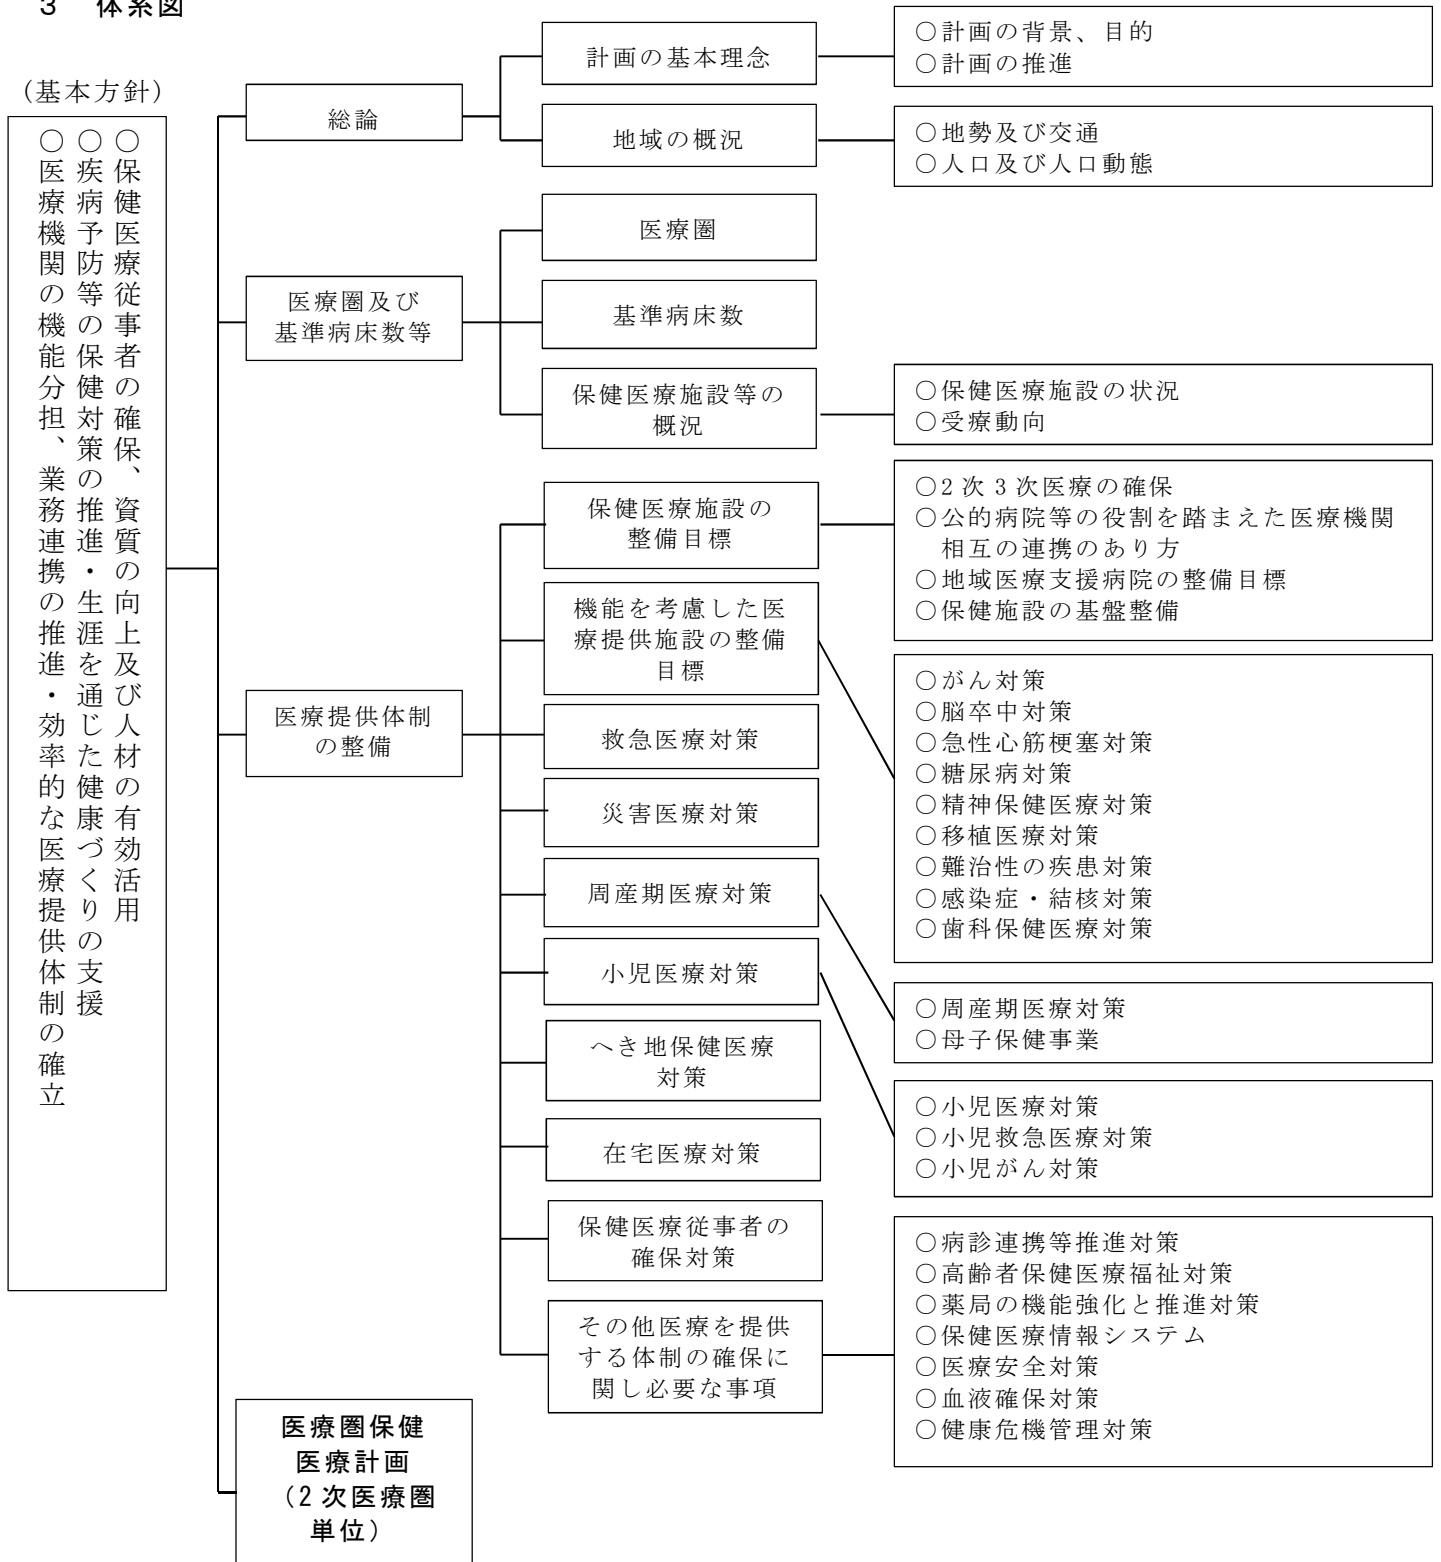 3 体系図
(基本方針)
○保健医療従事者の確保、資質の向上及び人材の有効活用
○疾病予防等の保健対策の推進・生涯を通じた健康づくりの支援
○医療機関の機能分担、業務連携の推進・効率的な医療提供体制の確立
総論
計画の基本理念
○計画の背景、目的
○計画の推進
地域の概況
○地勢及び交通
○人口及び人口動態
医療圏及び
基準病床数等
医療圏
基準病床数
保健医療施設等の
概況
○保健医療施設の状況
○受療動向
医療提供体制
の整備
保健医療施設の
整備目標
○2次3次医療の確保
○公的病院等の役割を踏まえた医療機関
相互の連携のあり方
○地域医療支援病院の整備目標
○保健施設の基盤整備
機能を考慮した医
療提供施設の整備
目標
○がん対策
○脳卒中対策
○急性心筋梗塞対策
○糖尿病対策
○精神保健医療対策
○移植医療対策
○難治性の疾患対策
○感染症・結核対策
○歯科保健医療対策
救急医療対策
災害医療対策
周産期医療対策
○周産期医療対策
○母子保健事業
小児医療対策
○小児医療対策
○小児救急医療対策
○小児がん対策
へき地保健医療
対策
在宅医療対策
保健医療従事者の
確保対策
その他医療を提供
する体制の確保に
関し必要な事項
○病診連携等推進対策
○高齢者保健医療福祉対策
○薬局の機能強化と推進対策
○保健医療情報システム
○医療安全対策
○血液確保対策
○健康危機管理対策
医療圏保健
医療計画
(2次医療圏
単位)